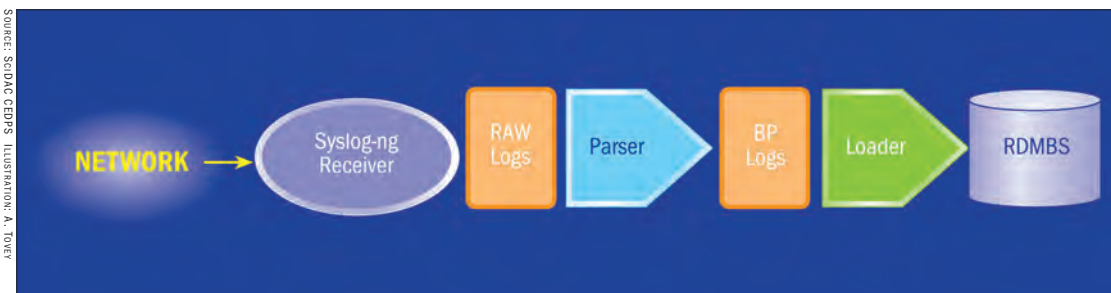 SOURCE: SCIDAC CEDPS ILLUSTRATION: A. TOVEY
NETWORK
Syslog-ng
Receiver
RAW
Logs
Parser
BP
Logs
Loader
RDMBS